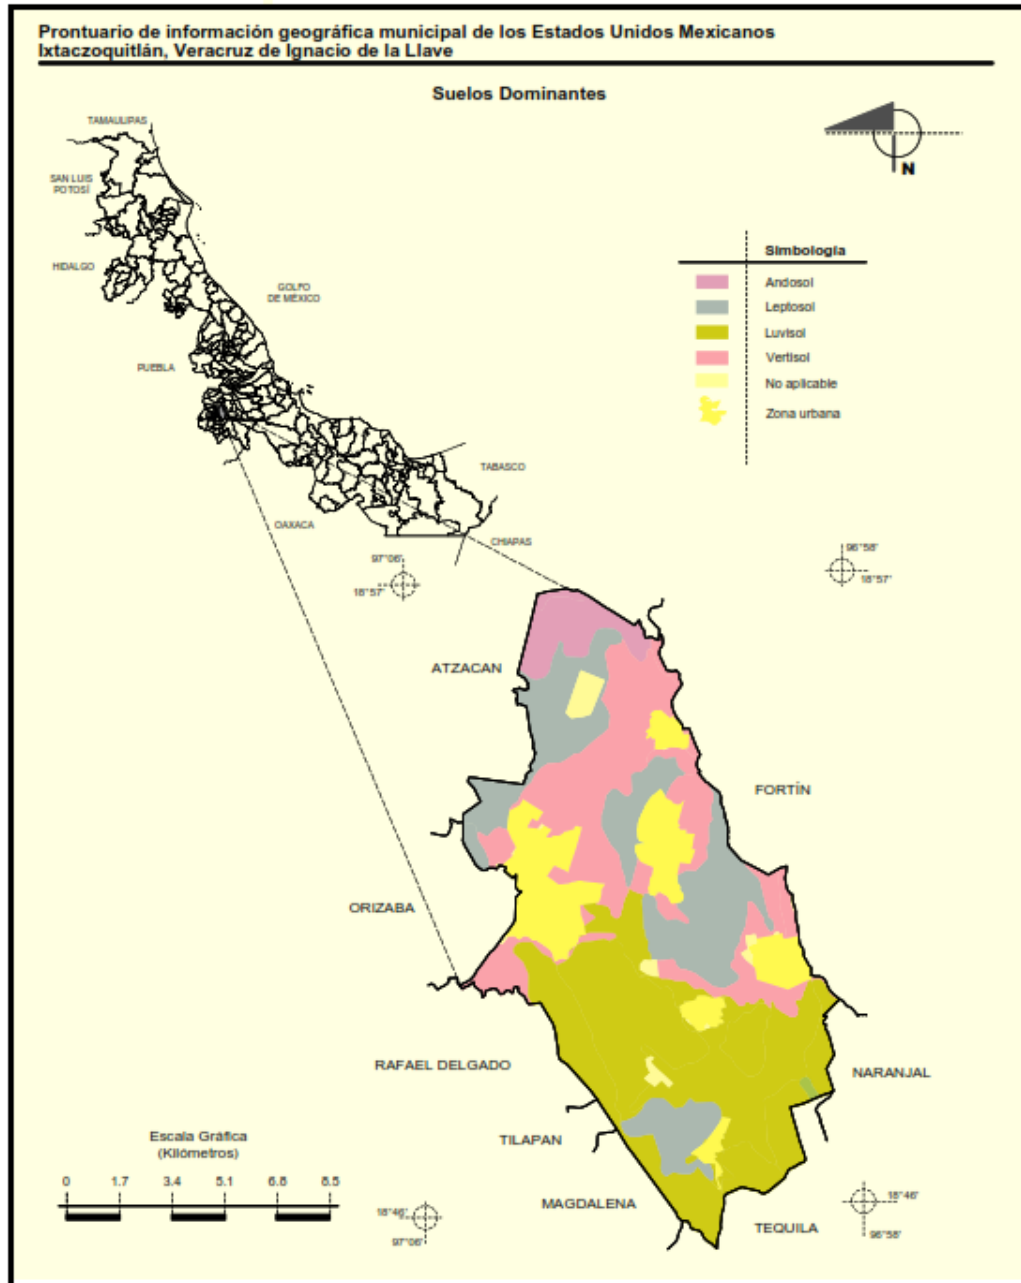 Prontuario de información geográfica municipal de los Estados Unidos Mexicanos
Ixtaczoquitlán, Veracruz de Ignacio de la Llave
Suelos Dominantes
TAMAULIPAS
SAN LUIS
POTOSÍ
HIDALGO
GOLFO
DE MÉXICO
PUEBLA
TABASCO
OAXACA
CHIAPAS
N
Simbología
Andosol
Leptosol
Luvisol
Vertisol
No aplicable
Zona urbana
97°06'
18°57'
96°58'
18°57'
ATZACAN
FORTÍN
ORIZABA
RAFAEL DELGADO
NARANJAL
TILAPAN
MAGDALENA
TEQUILA
Escala Gráfica
(Kilómetros)
0 1.7 3.4 5.1 6.8 8.5
18°46'
97°06'
18°46'
96°58'